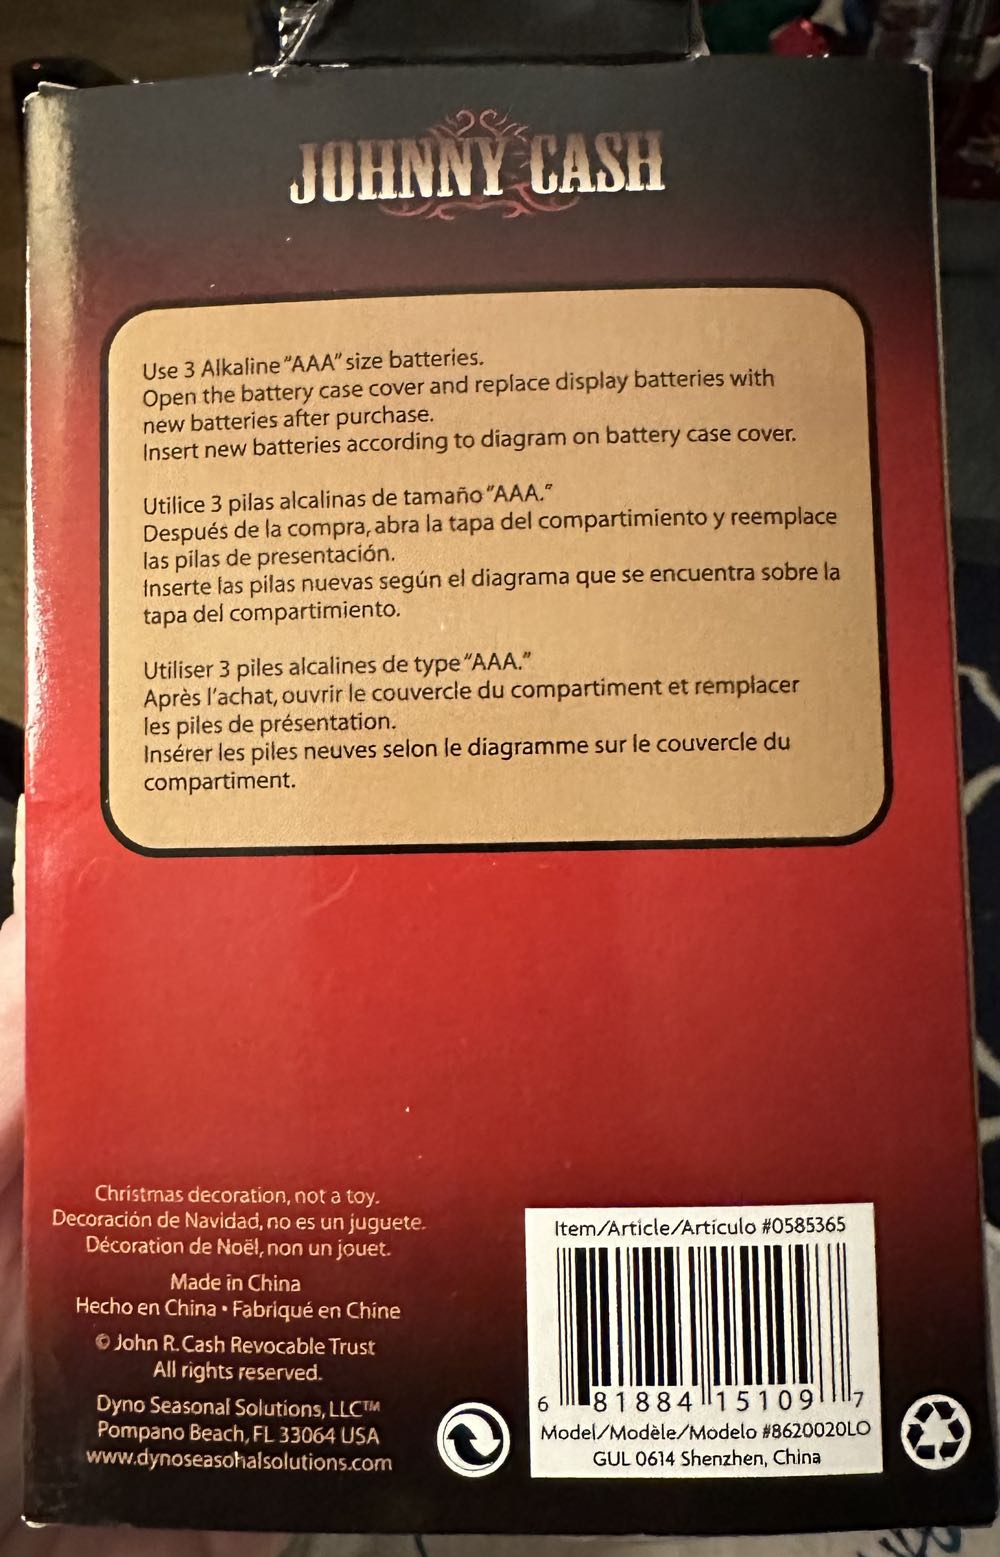 JOHNNY CASH
Use 3 Alkaline "AAA" size batteries.
Open the battery case cover and replace display batteries with
new batteries after purchase.
Insert new batteries according to diagram on battery case cover.
Utilice 3 pilas alcalinas de tamaño "AAA."
Después de la compra, abra la tapa del compartimiento y reemplace
las pilas de presentación.
Inserte las pilas nuevas según el diagrama que se encuentra sobre la
tapa del compartimiento.
Utiliser 3 piles alcalines de type "AAA."
Après l'achat, ouvrir le couvercle du compartiment et remplacer
les piles de présentation.
Insérer les piles neuves selon le diagramme sur le couvercle du
compartiment.
Christmas decoration, not a toy.
Decoración de Navidad, no es un juguete.
Décoration de Noël, non un jouet.
Made in China
Hecho en China • Fabriqué en Chine
© John R. Cash Revocable Trust
All rights reserved.
Dyno Seasonal Solutions, LLC™
Pompano Beach, FL 33064 USA
www.dynoseasonalsolutions.com
Item/Article/Artículo #0585365
6 81884 15109 7
Model/Modèle/Modelo #8620020LO
GUL 0614 Shenzhen, China